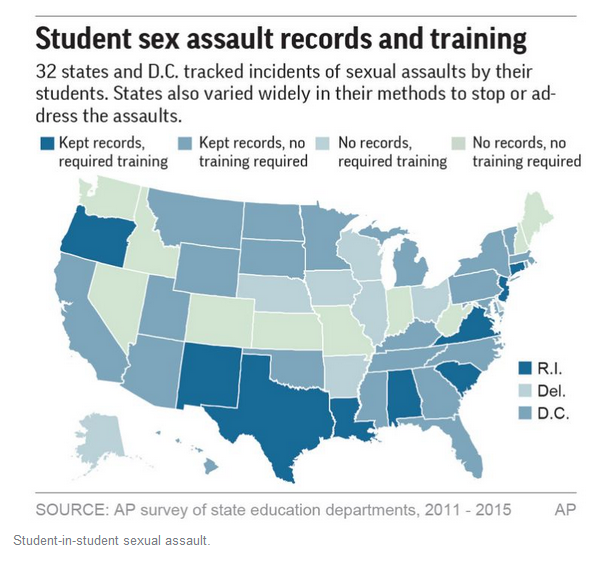 Student sex assault records and training
32 states and D.C. tracked incidents of sexual assaults by their
students. States also varied widely in their methods to stop or ad-
dress the assaults.
Kept records,
required training
Kept records, no
training required
No records,
required training
No records, no
training required
R.I.
Del.
D.C.
SOURCE: AP survey of state education departments, 2011 - 2015 AP
Student-in-student sexual assault.